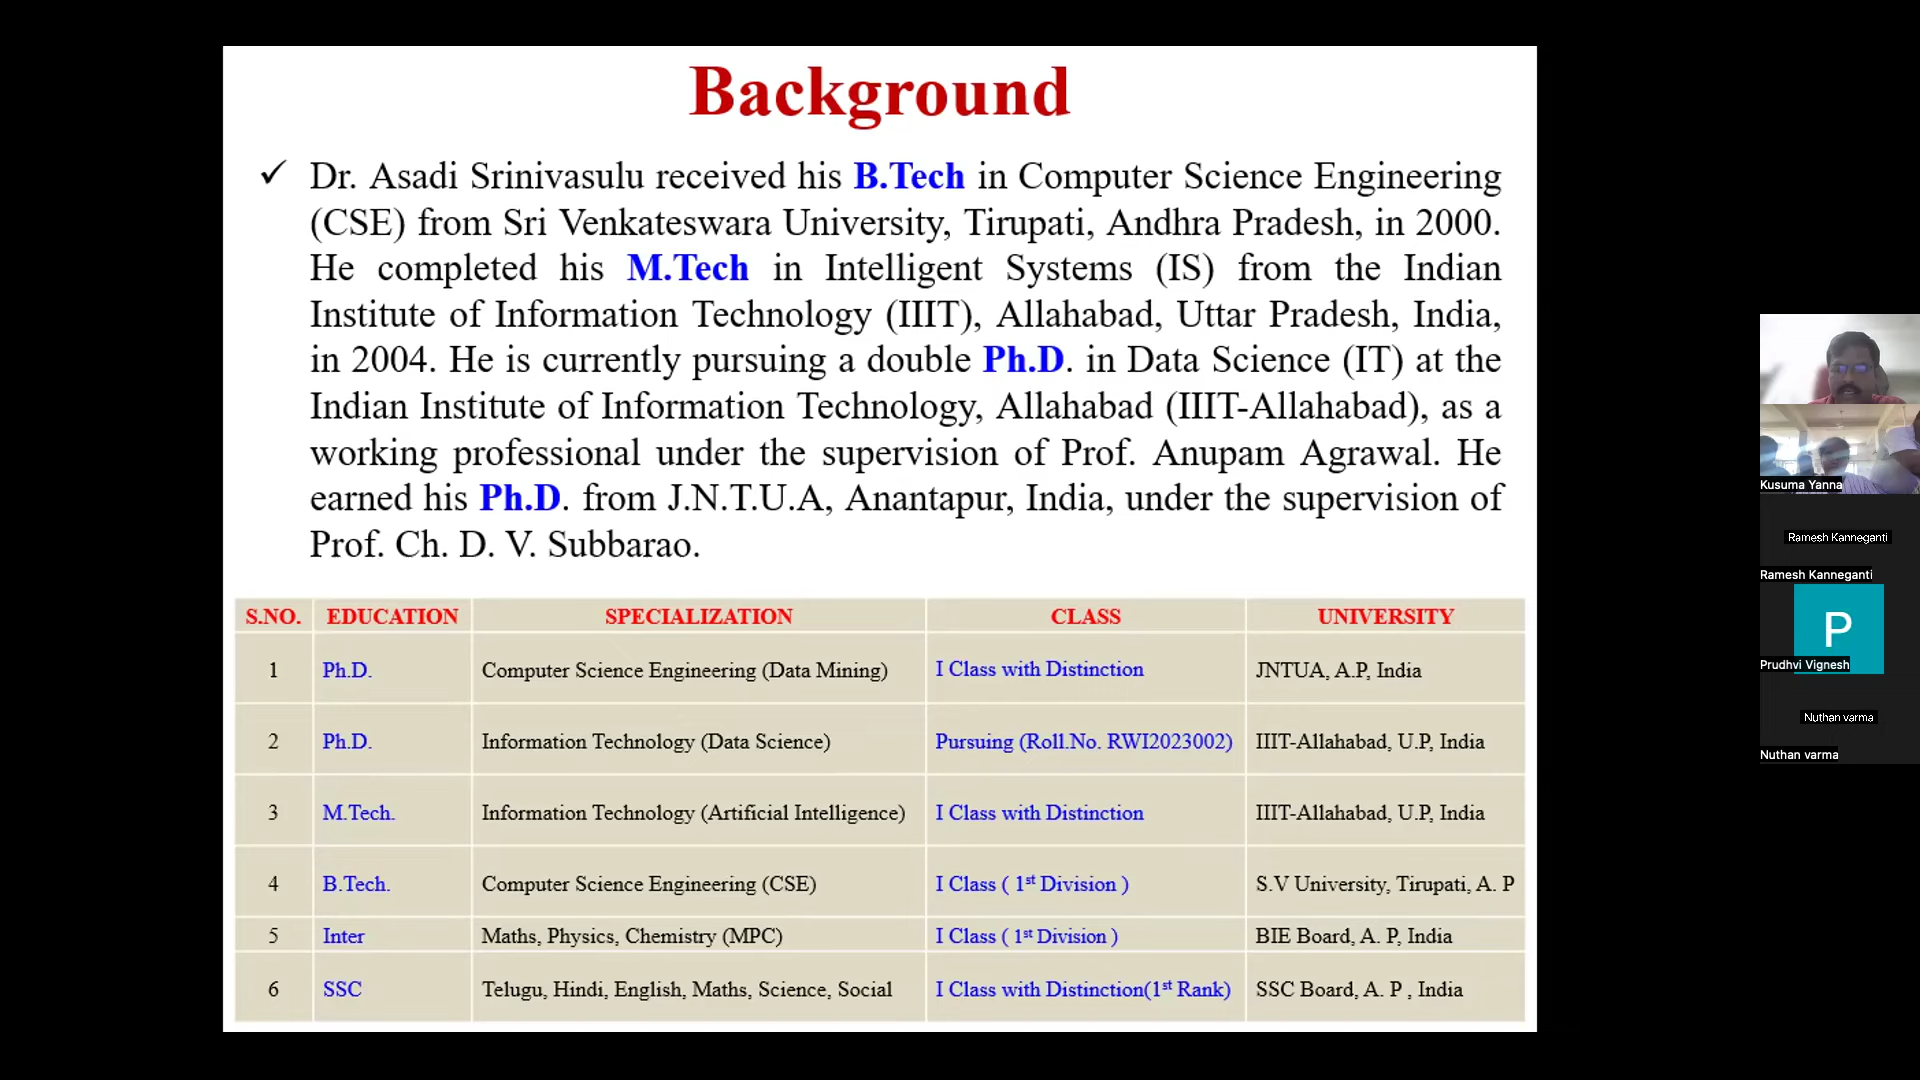 Background
✓ Dr. Asadi Srinivasulu received his B.Tech in Computer Science Engineering
(CSE) from Sri Venkateswara University, Tirupati, Andhra Pradesh, in 2000.
He completed his M.Tech in Intelligent Systems (IS) from the Indian
Institute of Information Technology (IIIT), Allahabad, Uttar Pradesh, India,
in 2004. He is currently pursuing a double Ph.D. in Data Science (IT) at the
Indian Institute of Information Technology, Allahabad (IIIT-Allahabad), as a
working professional under the supervision of Prof. Anupam Agrawal. He
earned his Ph.D. from J.N.T.U.A, Anantapur, India, under the supervision of
Prof. Ch. D. V. Subbarao.
S.NO. EDUCATION SPECIALIZATION CLASS UNIVERSITY
1 Ph.D. Computer Science Engineering (Data Mining) I Class with Distinction JNTUA, A.P, India
2 Ph.D. Information Technology (Data Science) Pursuing (Roll.No. RWI2023002) IIIT-Allahabad, U.P, India
3 M.Tech. Information Technology (Artificial Intelligence) I Class with Distinction IIIT-Allahabad, U.P, India
4 B.Tech. Computer Science Engineering (CSE) I Class ( 1st Division ) S.V University, Tirupati, A. P
5 Inter Maths, Physics, Chemistry (MPC) I Class ( 1st Division ) BIE Board, A. P, India
6 SSC Telugu, Hindi, English, Maths, Science, Social I Class with Distinction(1st Rank) SSC Board, A. P , India
Kusuma Yanna
Ramesh Kanneganti
Ramesh Kanneganti
P
Prudhvi Vignesh
Nuthan varma
Nuthan varma